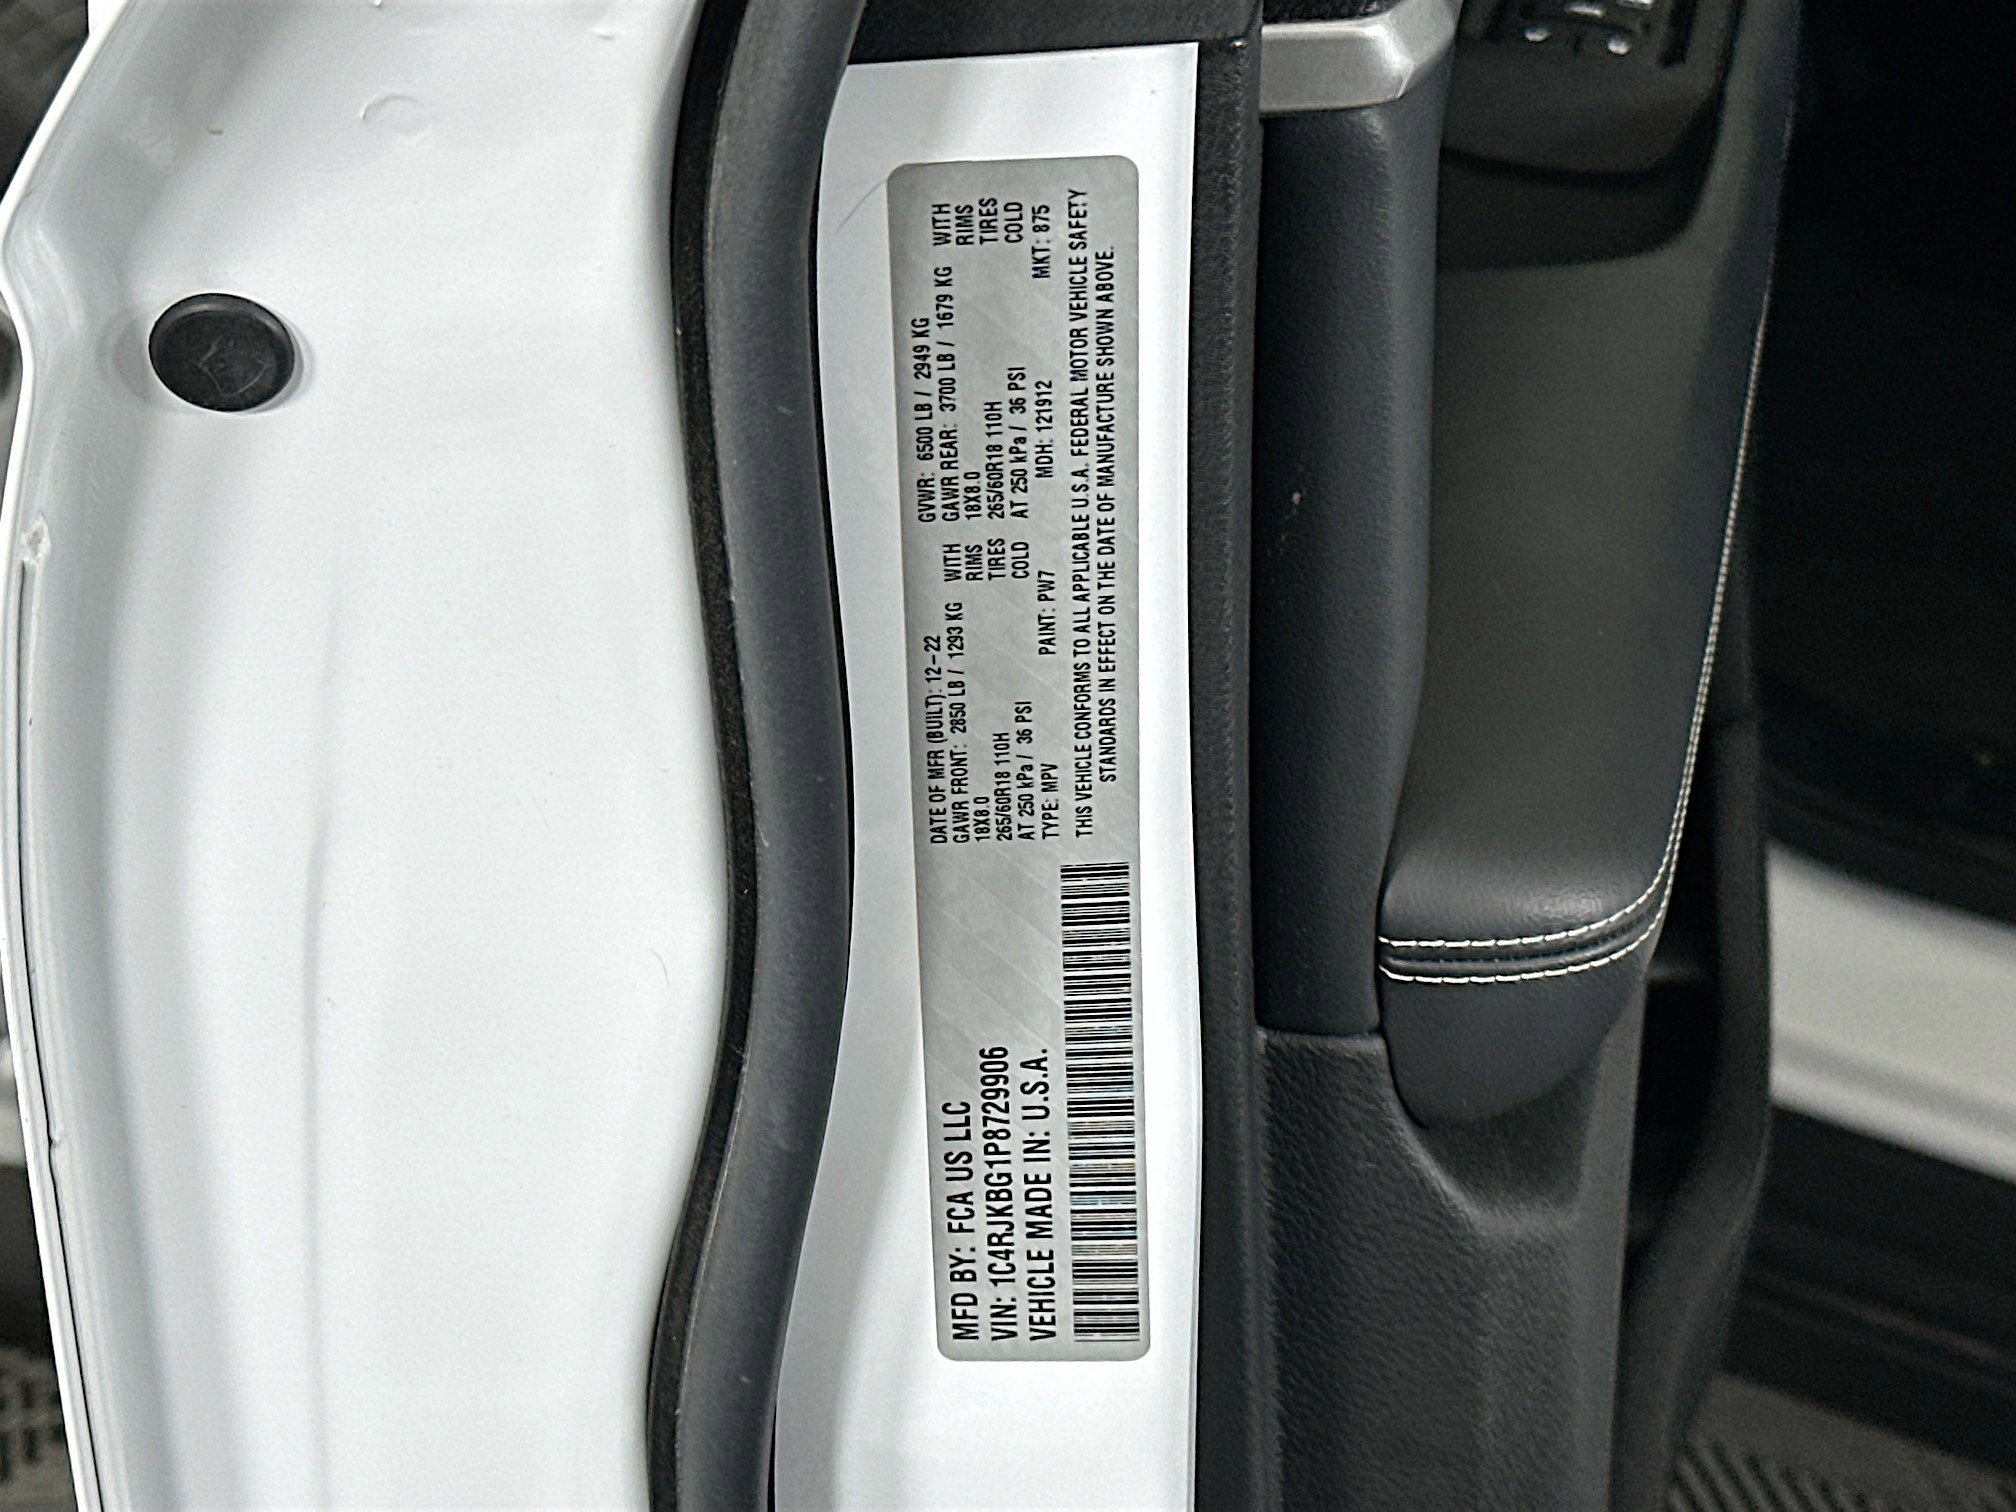 MFD BY: FCA US LLC
VIN: 1C4RJKBG1P8729906
VEHICLE MADE IN: U.S.A.
DATE OF MFR (BUILT): 12-22 GVWR: 6500 LB / 2949 KG
GAWR FRONT: 2850 LB / 1293 KG WITH GAWR REAR: 3700 LB / 1679 KG WITH
18X8.0 RIMS 18X8.0 RIMS
265/60R18 110H TIRES 265/60R18 110H TIRES
AT 250 kPa / 36 PSI COLD AT 250 kPa / 36 PSI COLD
TYPE: MPV PAINT: PW7 MDH: 121912 MKT: 875
THIS VEHICLE CONFORMS TO ALL APPLICABLE U.S.A. FEDERAL MOTOR VEHICLE SAFETY
STANDARDS IN EFFECT ON THE DATE OF MANUFACTURE SHOWN ABOVE.